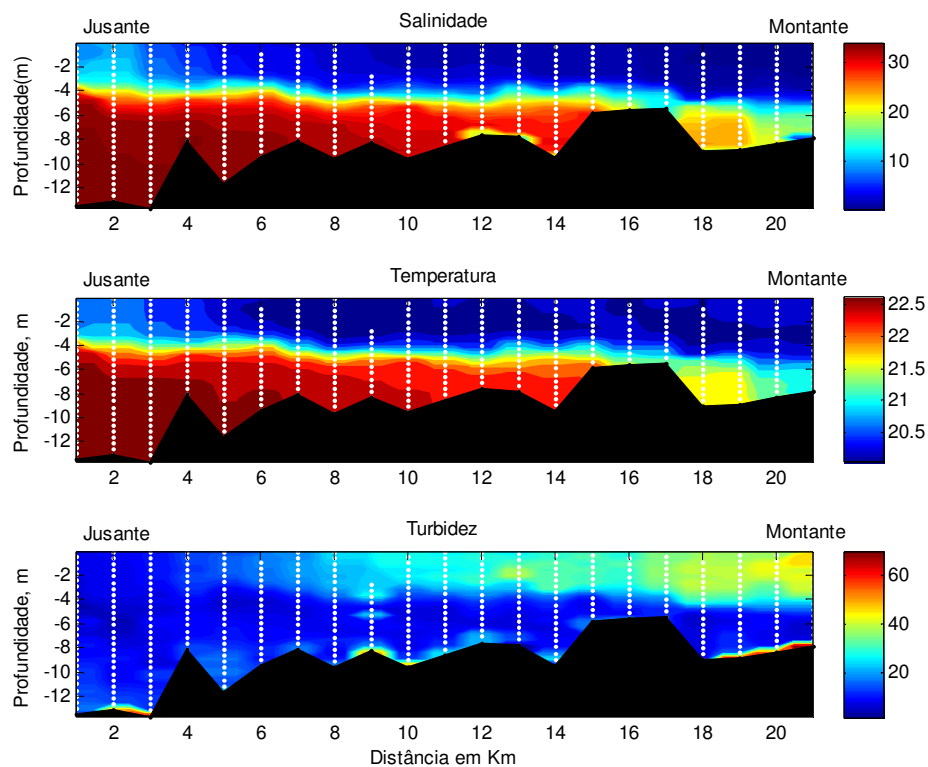 Jusante Salinidade Montante
Profundidade(m)
-2
-4
-6
-8
-10
-12
2 4 6 8 10 12 14 16 18 20
30
20
10
Jusante Temperatura Montante
Profundidade, m
-2
-4
-6
-8
-10
-12
2 4 6 8 10 12 14 16 18 20
22.5
22
21.5
21
20.5
Jusante Turbidez Montante
Profundidade, m
-2
-4
-6
-8
-10
-12
2 4 6 8 10 12 14 16 18 20
60
40
20
Distância em Km